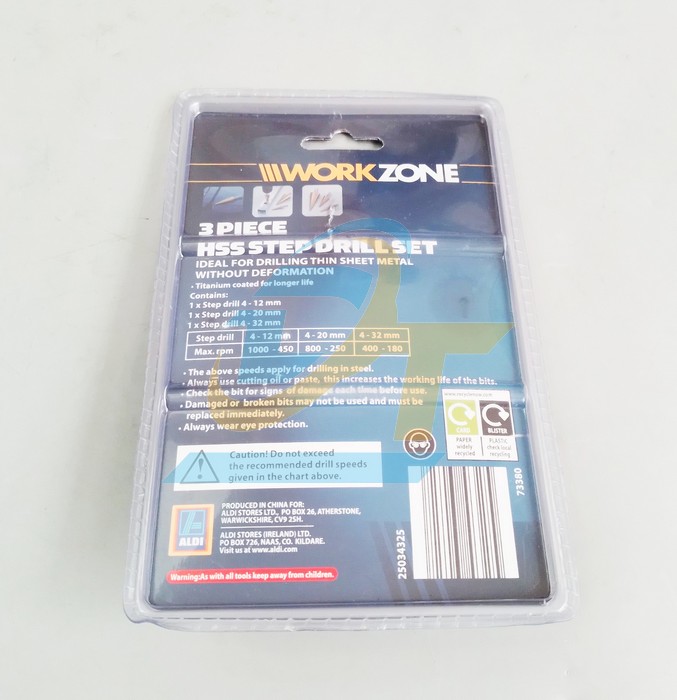 WORKZONE
3 PIECE
HSS STEP DRILL SET
IDEAL FOR DRILLING THIN SHEET METAL
WITHOUT DEFORMATION
• Titanium coated for longer life
Contains:
1 x Step drill 4 - 12 mm
1 x Step drill 4 - 20 mm
1 x Step drill 4 - 32 mm
Step drill 4 - 12 mm 4 - 20 mm 4 - 32 mm
Max. rpm 1000 - 450 800 - 250 400 - 180
• The above speeds apply for drilling in steel.
• Always use cutting oil or paste, this increases the working life of the bits.
• Check the bit for signs of damage each time before use.
• Damaged or broken bits may not be used and must be
replaced immediately.
• Always wear eye protection.
www.recyclenow.com
CARD BLISTER
PAPER
widely
recycled
PLASTIC
check local
recycling
Caution! Do not exceed
the recommended drill speeds
given in the chart above.
73380
25034325
ALDI
PRODUCED IN CHINA FOR:
ALDI STORES LTD., PO BOX 26, ATHERSTONE,
WARWICKSHIRE, CV9 2SH.
ALDI STORES (IRELAND) LTD.
PO BOX 726, NAAS, CO. KILDARE.
Visit us at www.aldi.com
Warning:As with all tools keep away from children.